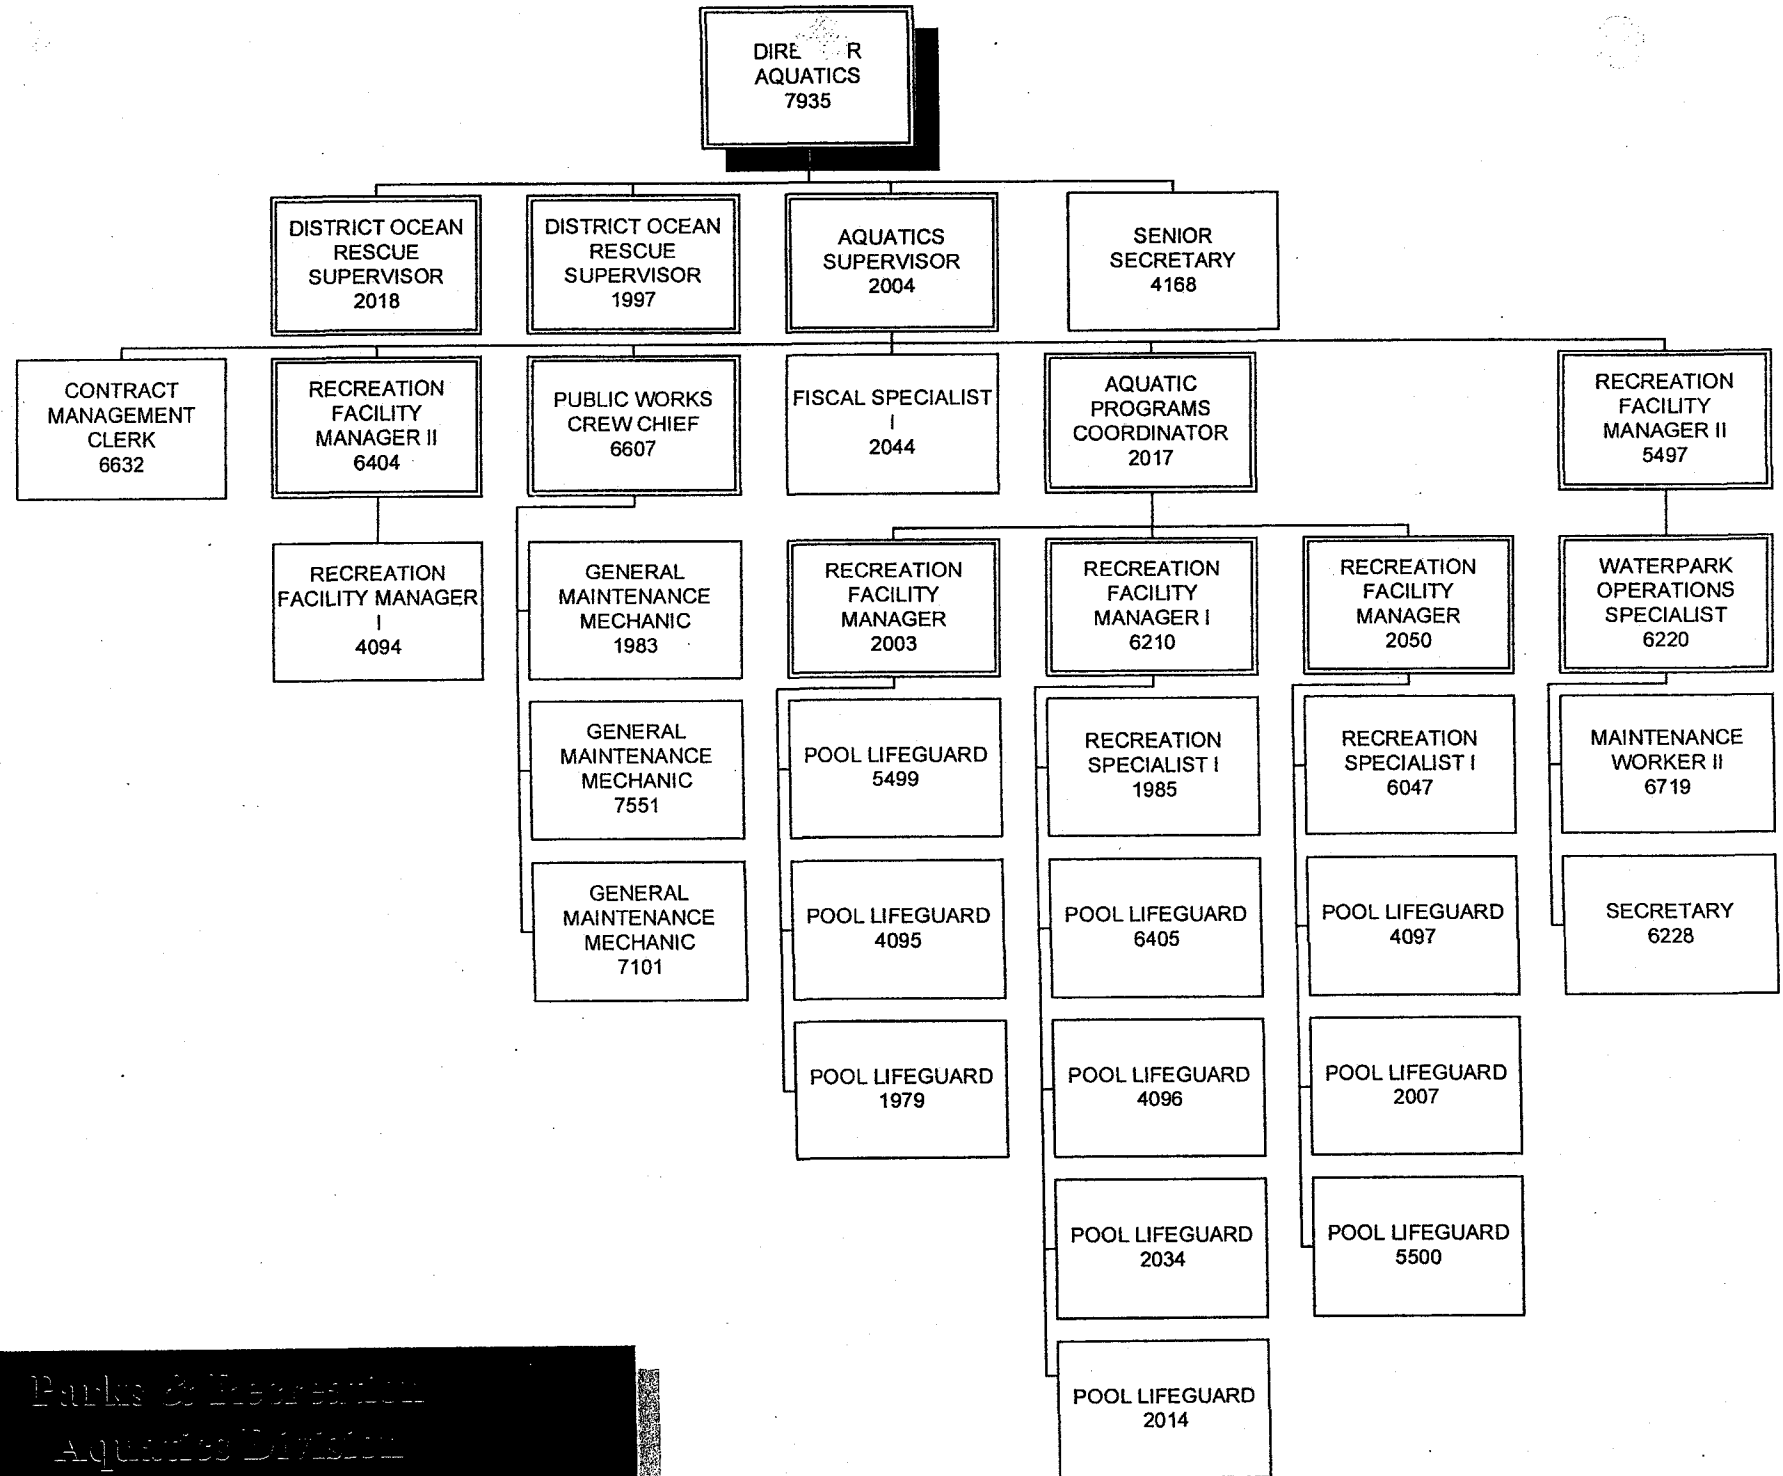 DIRE R
AQUATICS
7935
DISTRICT OCEAN
RESCUE
SUPERVISOR
2018
DISTRICT OCEAN
RESCUE
SUPERVISOR
1997
AQUATICS
SUPERVISOR
2004
SENIOR
SECRETARY
4168
CONTRACT
MANAGEMENT
CLERK
6632
RECREATION
FACILITY
MANAGER II
6404
PUBLIC WORKS
CREW CHIEF
6607
FISCAL SPECIALIST
I
2044
AQUATIC
PROGRAMS
COORDINATOR
2017
RECREATION
FACILITY
MANAGER II
5497
RECREATION
FACILITY MANAGER
I
4094
GENERAL
MAINTENANCE
MECHANIC
1983
RECREATION
FACILITY
MANAGER
2003
RECREATION
FACILITY
MANAGER I
6210
RECREATION
FACILITY
MANAGER
2050
WATERPARK
OPERATIONS
SPECIALIST
6220
GENERAL
MAINTENANCE
MECHANIC
7551
POOL LIFEGUARD
5499
RECREATION
SPECIALIST I
1985
RECREATION
SPECIALIST I
6047
MAINTENANCE
WORKER II
6719
GENERAL
MAINTENANCE
MECHANIC
7101
POOL LIFEGUARD
4095
POOL LIFEGUARD
6405
POOL LIFEGUARD
4097
SECRETARY
6228
POOL LIFEGUARD
1979
POOL LIFEGUARD
4096
POOL LIFEGUARD
2007
POOL LIFEGUARD
2034
POOL LIFEGUARD
5500
POOL LIFEGUARD
2014
Parks & Recreation
Aquatics Division